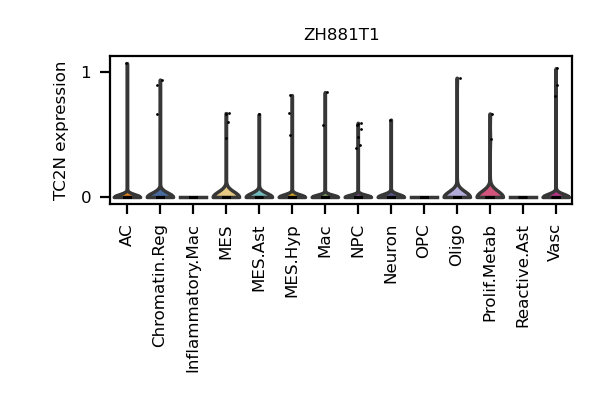 ZH881T1
TC2N expression
1
0
AC
Chromatin.Reg
Inflammatory.Mac
MES
MES.Ast
MES.Hyp
Mac
NPC
Neuron
OPC
Oligo
Prolif.Metab
Reactive.Ast
Vasc